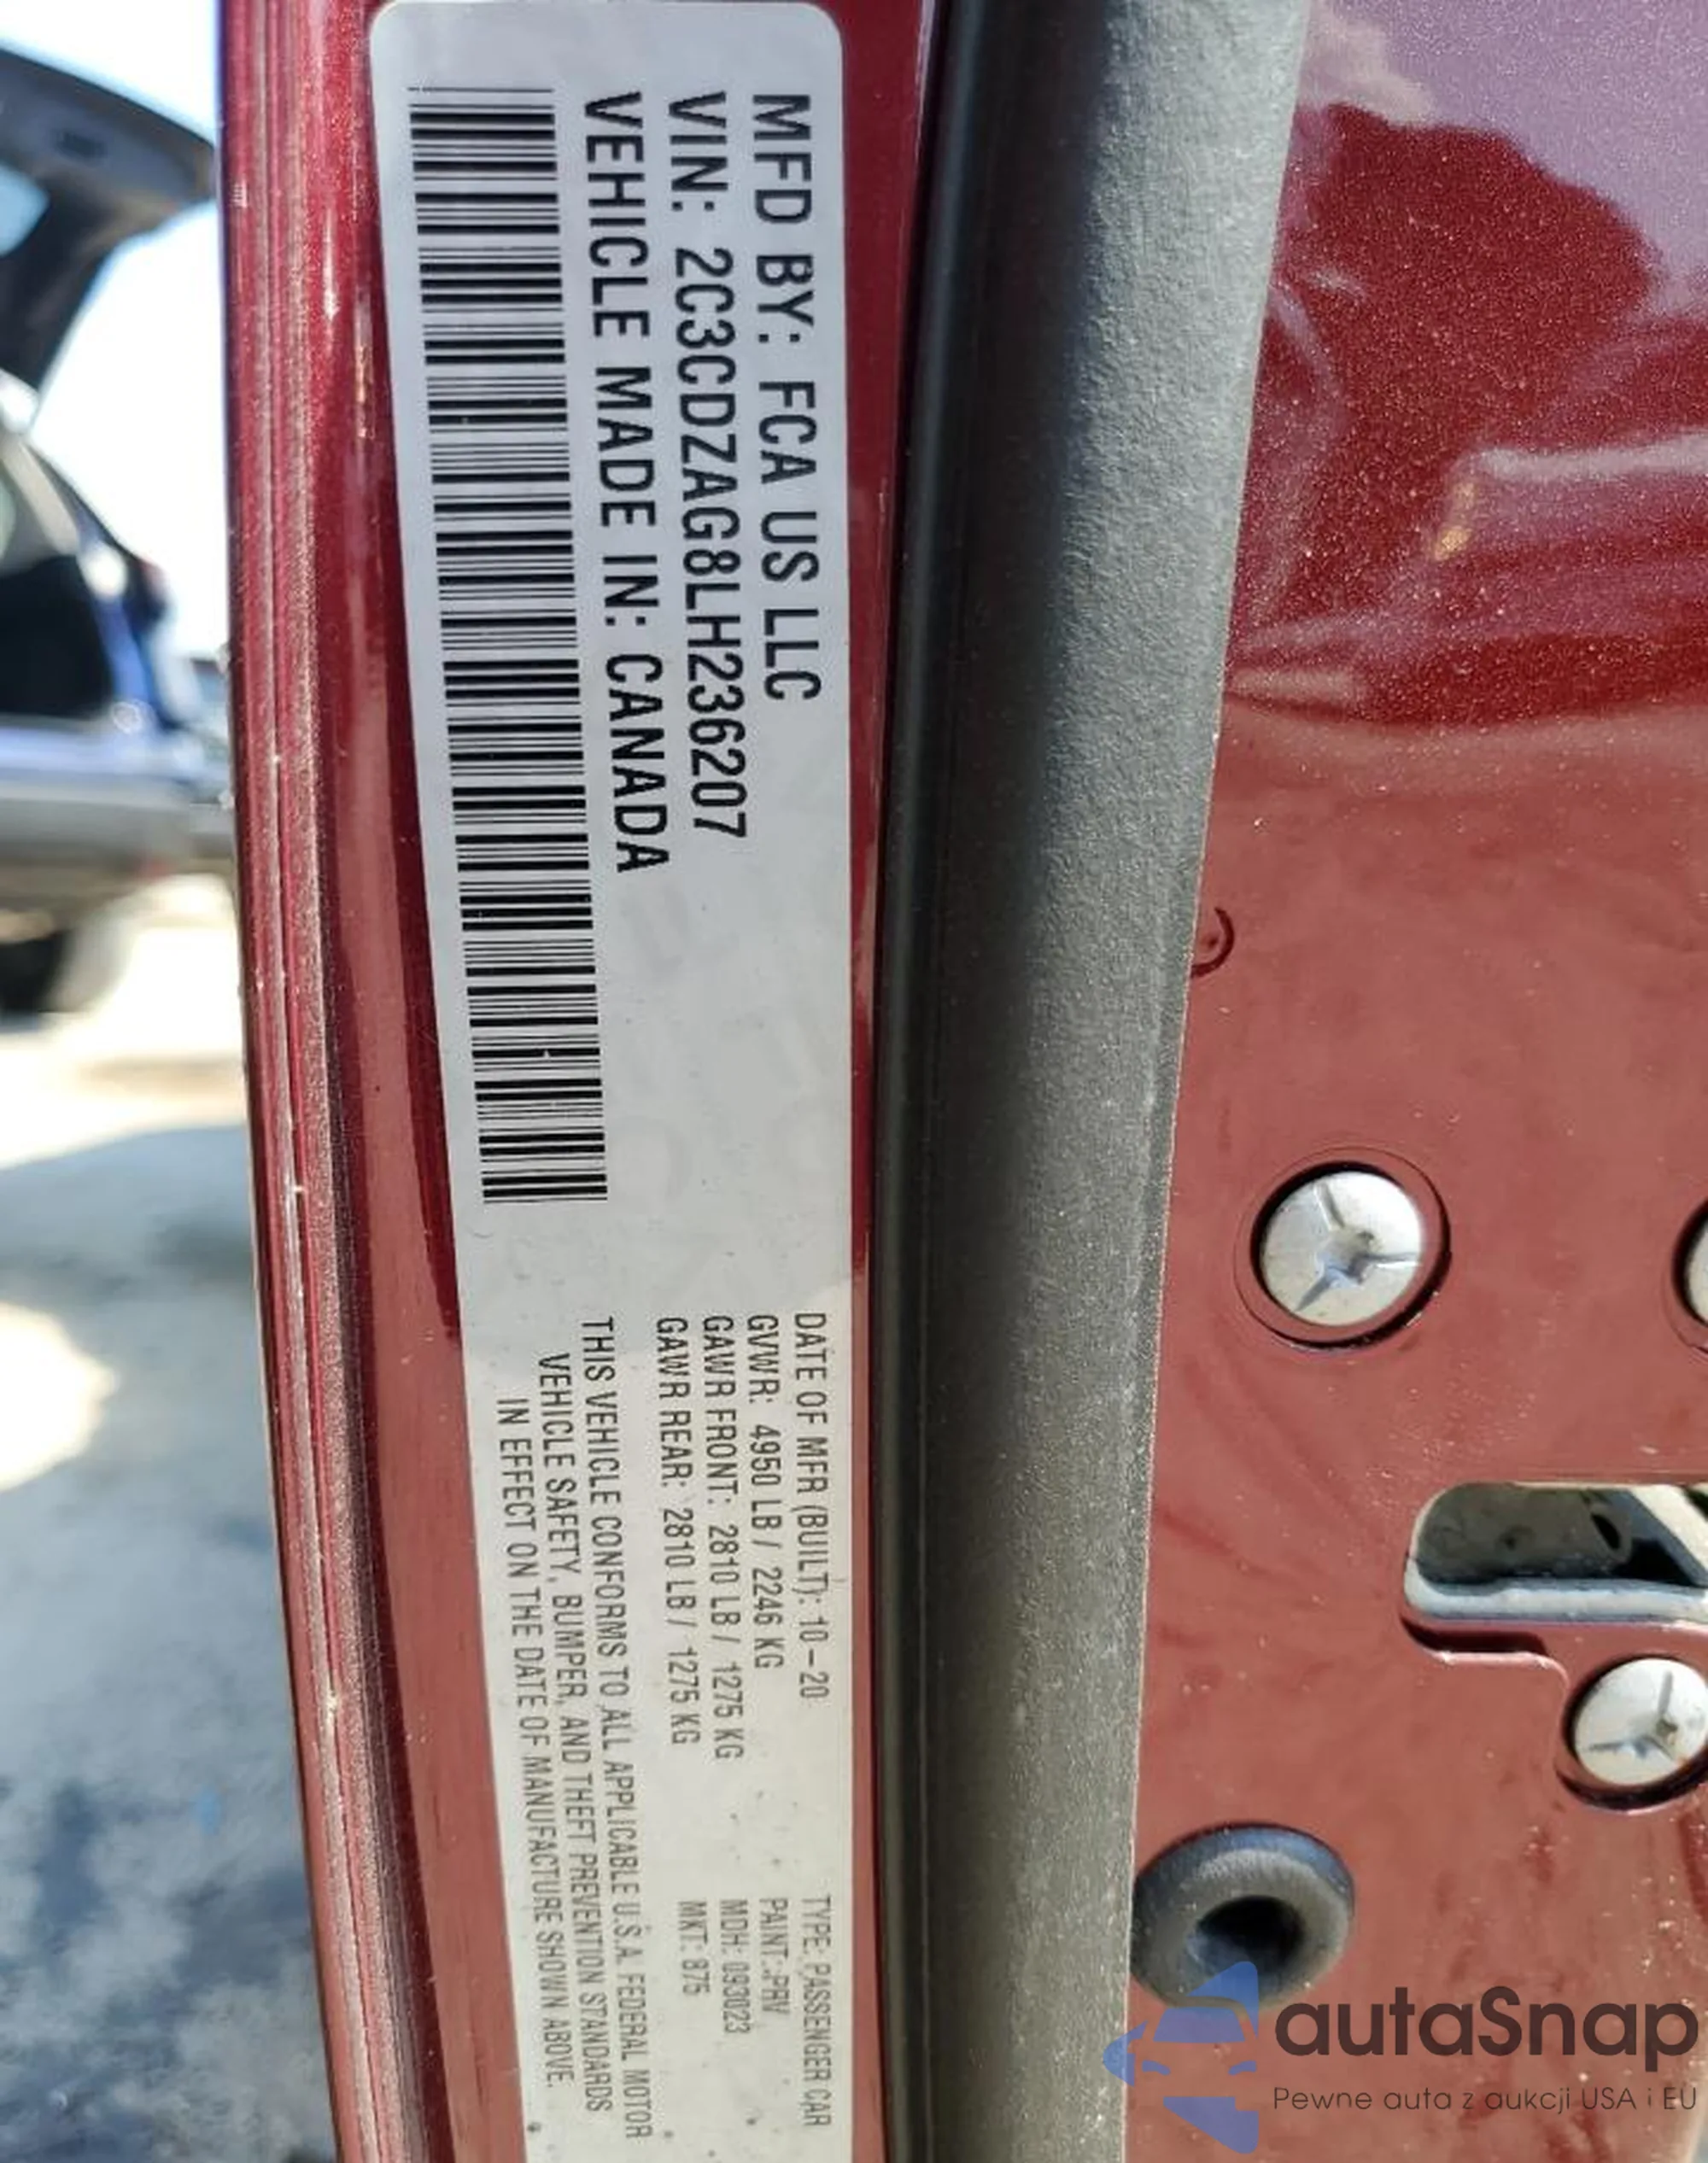 MFD BY: FCA US LLC
VIN: 2C3CDZAG8LH236207
VEHICLE MADE IN: CANADA
DATE OF MFR (BUILT): 10-20
GVWR: 4950 LB / 2246 KG
GAWR FRONT: 2810 LB / 1275 KG
GAWR REAR: 2810 LB / 1275 KG
TYPE: PASSENGER CAR
PAINT: PRV
MDH: 093023
MKT: 875
THIS VEHICLE CONFORMS TO ALL APPLICABLE U.S.A. FEDERAL MOTOR
VEHICLE SAFETY, BUMPER, AND THEFT PREVENTION STANDARDS
IN EFFECT ON THE DATE OF MANUFACTURE SHOWN ABOVE.
autaSnap
Pewne auta z aukcji USA i EU